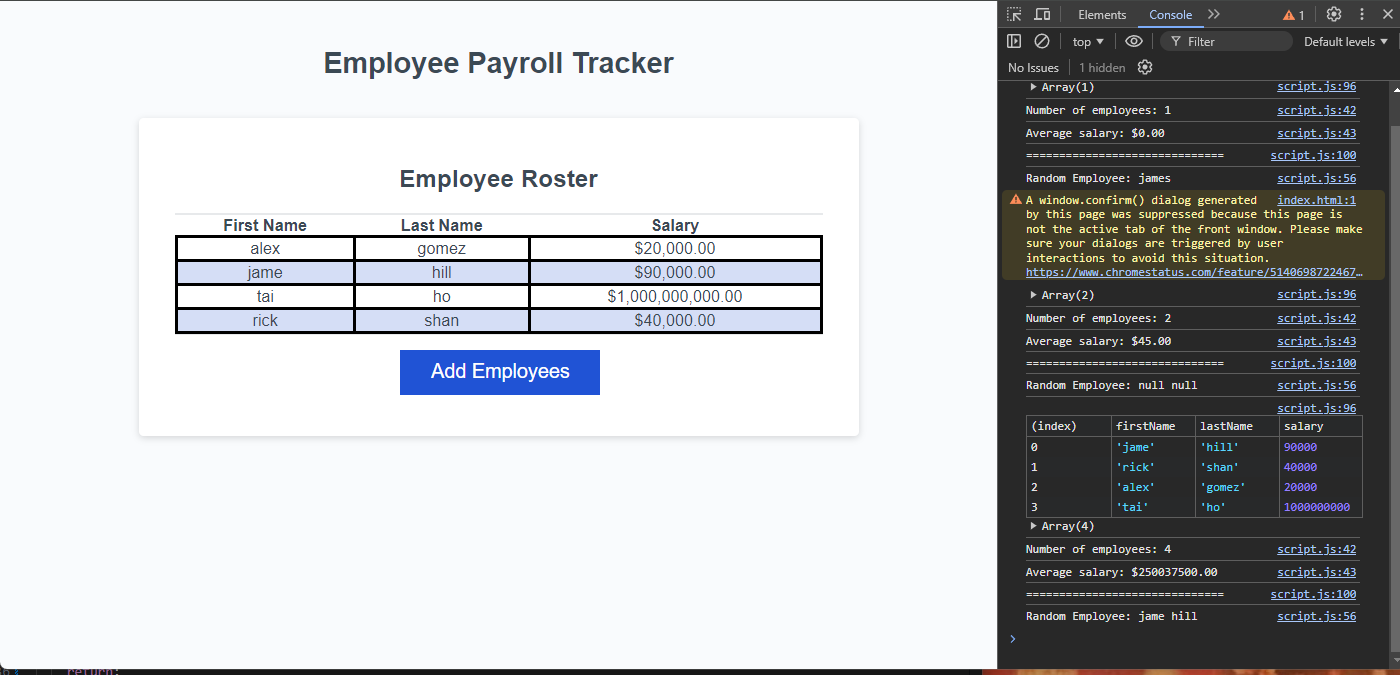 Employee Payroll Tracker
Employee Roster
First Name Last Name Salary
alex gomez $20,000.00
jame hill $90,000.00
tai ho $1,000,000,000.00
rick shan $40,000.00
Add Employees
Elements Console 1
top Filter Default levels
No Issues 1 hidden
Array(1) script.js:96
Number of employees: 1 script.js:42
Average salary: $0.00 script.js:43
============================== script.js:100
Random Employee: james script.js:56
A window.confirm() dialog generated index.html:1
by this page was suppressed because this page is
not the active tab of the front window. Please make
sure your dialogs are triggered by user
interactions to avoid this situation.
https://www.chromestatus.com/feature/5140698722467…
Array(2) script.js:96
Number of employees: 2 script.js:42
Average salary: $45.00 script.js:43
============================== script.js:100
Random Employee: null null script.js:56
script.js:96
(index) firstName lastName salary
0 'jame' 'hill' 90000
1 'rick' 'shan' 40000
2 'alex' 'gomez' 20000
3 'tai' 'ho' 1000000000
Array(4)
Number of employees: 4 script.js:42
Average salary: $250037500.00 script.js:43
============================== script.js:100
Random Employee: jame hill script.js:56
return;